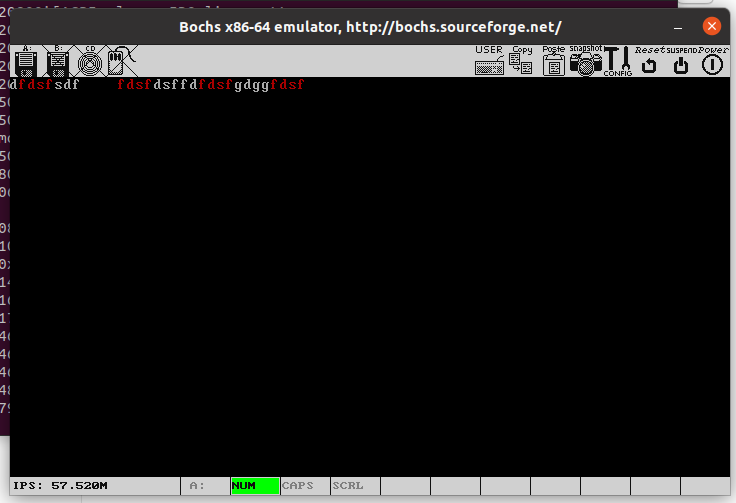 Bochs x86-64 emulator, http://bochs.sourceforge.net/
A: B: CD USER Copy Paste snapshot CONFIG Reset SUSPEND Power
dfdsfsdf fdsfdsffdfdsfgdggfdsf
IPS: 57.520M A: NUM CAPS SCRL